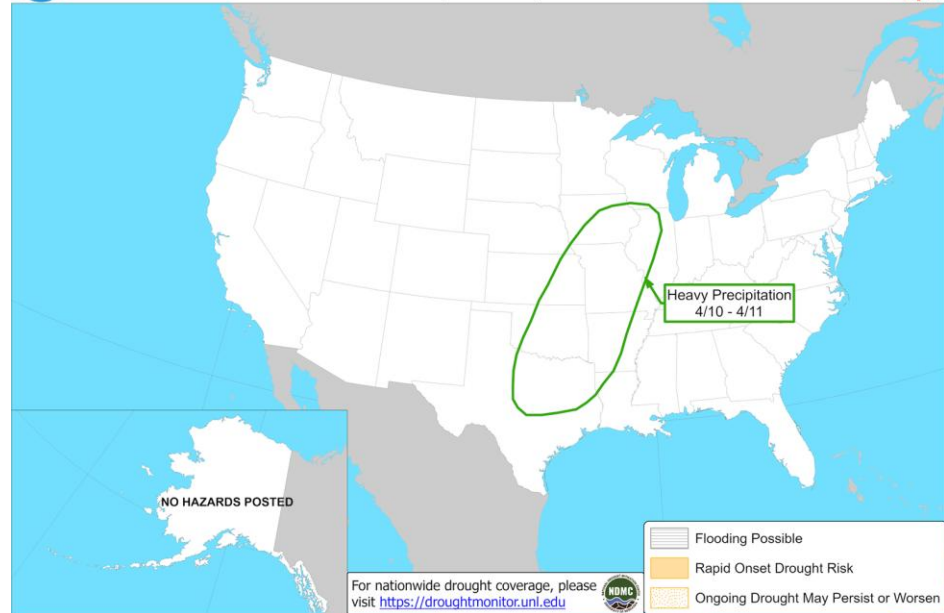 Heavy Precipitation
4/10 - 4/11
NO HAZARDS POSTED
For nationwide drought coverage, please
visit https://droughtmonitor.unl.edu
NDMC
Flooding Possible
Rapid Onset Drought Risk
Ongoing Drought May Persist or Worsen